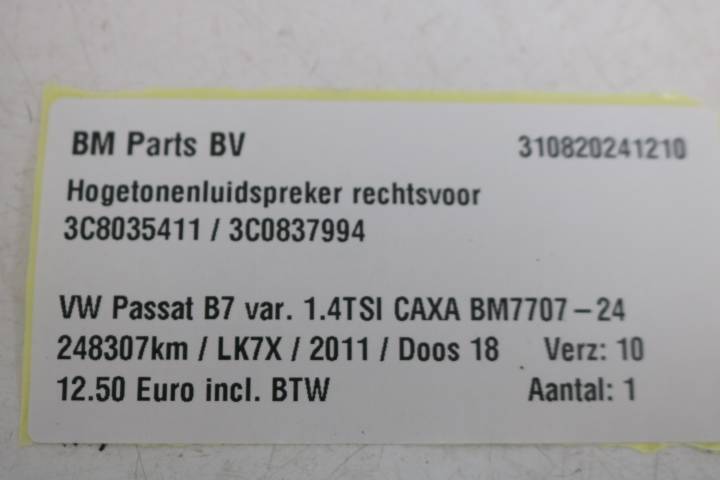 BM Parts BV 310820241210
Hogetonenluidspreker rechtsvoor
3C8035411 / 3C0837994
VW Passat B7 var. 1.4TSI CAXA BM7707-24
248307km / LK7X / 2011 / Doos 18 Verz: 10
12.50 Euro incl. BTW Aantal: 1